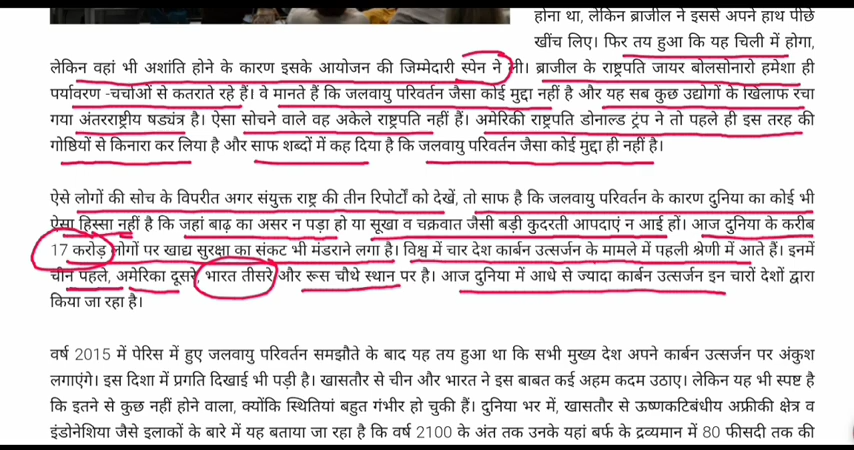 होना था, लेकिन ब्राजील ने इससे अपने हाथ पीछे
खींच लिए। फिर तय हुआ कि यह चिली में होगा,
लेकिन वहां भी अशांति होने के कारण इसके आयोजन की जिम्मेदारी स्पेन ने ली। ब्राजील के राष्ट्रपति जायर बोलसोनारो हमेशा ही
पर्यावरण -चर्चाओं से कतराते रहे हैं। वे मानते हैं कि जलवायु परिवर्तन जैसा कोई मुद्दा नहीं है और यह सब कुछ उद्योगों के खिलाफ रचा
गया अंतरराष्ट्रीय षड्यंत्र है। ऐसा सोचने वाले वह अकेले राष्ट्रपति नहीं हैं। अमेरिकी राष्ट्रपति डोनाल्ड ट्रंप ने तो पहले ही इस तरह की
गोष्ठियों से किनारा कर लिया है और साफ शब्दों में कह दिया है कि जलवायु परिवर्तन जैसा कोई मुद्दा ही नहीं है।
ऐसे लोगों की सोच के विपरीत अगर संयुक्त राष्ट्र की तीन रिपोर्टों को देखें, तो साफ है कि जलवायु परिवर्तन के कारण दुनिया का कोई भी
ऐसा हिस्सा नहीं है कि जहां बाढ़ का असर न पड़ा हो या सूखा व चक्रवात जैसी बड़ी कुदरती आपदाएं न आई हों। आज दुनिया के करीब
17 करोड़ लोगों पर खाद्य सुरक्षा का संकट भी मंडराने लगा है। विश्व में चार देश कार्बन उत्सर्जन के मामले में पहली श्रेणी में आते हैं। इनमें
चीन पहले, अमेरिका दूसरे, भारत तीसरे और रूस चौथे स्थान पर है। आज दुनिया में आधे से ज्यादा कार्बन उत्सर्जन इन चारों देशों द्वारा
किया जा रहा है।
वर्ष 2015 में पेरिस में हुए जलवायु परिवर्तन समझौते के बाद यह तय हुआ था कि सभी मुख्य देश अपने कार्बन उत्सर्जन पर अंकुश
लगाएंगे। इस दिशा में प्रगति दिखाई भी पड़ी है। खासतौर से चीन और भारत ने इस बाबत कई अहम कदम उठाए। लेकिन यह भी स्पष्ट है
कि इतने से कुछ नहीं होने वाला, क्योंकि स्थितियां बहुत गंभीर हो चुकी हैं। दुनिया भर में, खासतौर से ऊष्णकटिबंधीय अफ्रीकी क्षेत्र व
इंडोनेशिया जैसे इलाकों के बारे में यह बताया जा रहा है कि वर्ष 2100 के अंत तक उनके यहां बर्फ के द्रव्यमान में 80 फीसदी तक की